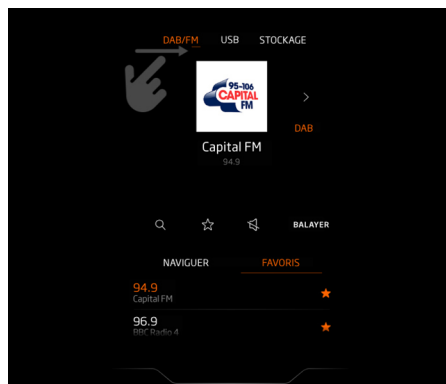 DAB/FM USB STOCKAGE
95-106
CAPITAL
FM
DAB
Capital FM
94.9
BALAYER
NAVIGUER FAVORIS
94.9
Capital FM
96.9
BBC Radio 4